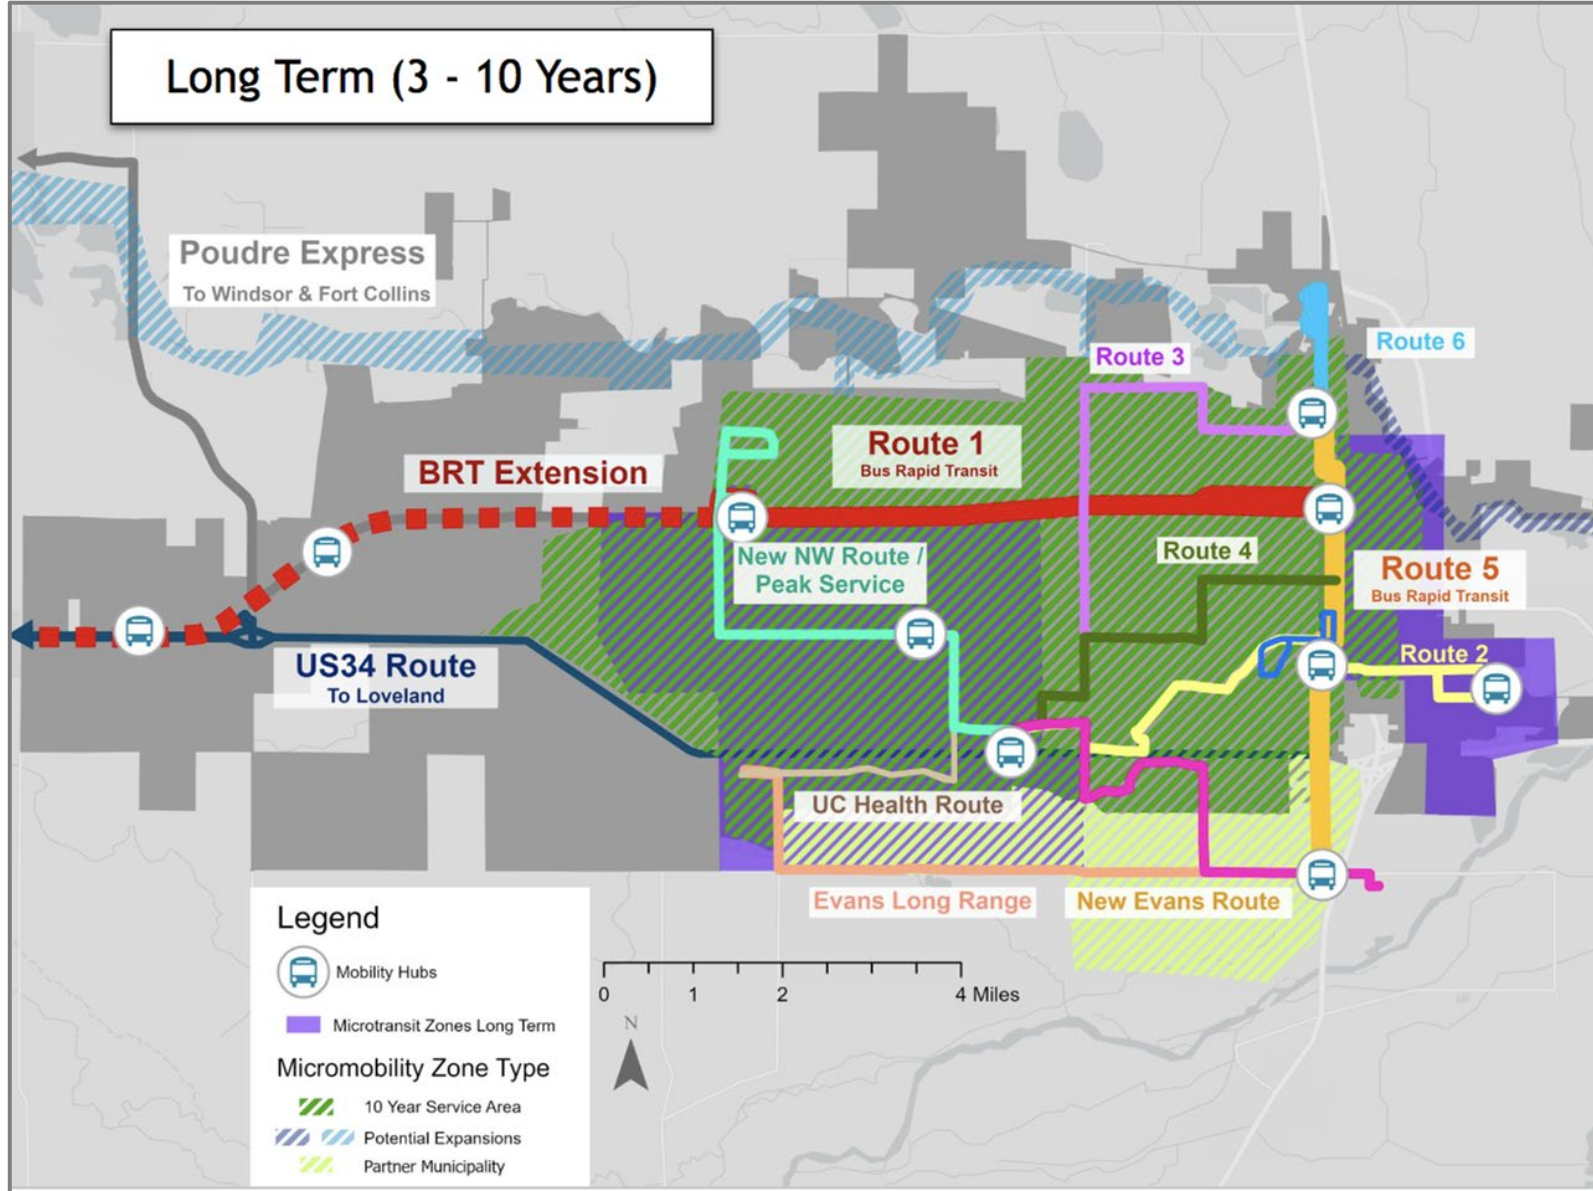 Long Term (3 - 10 Years)
Poudre Express
To Windsor & Fort Collins
Route 6
Route 3
Route 1
Bus Rapid Transit
BRT Extension
Route 4
New NW Route /
Peak Service
Route 5
Bus Rapid Transit
Route 2
US34 Route
To Loveland
UC Health Route
Evans Long Range
New Evans Route
Legend
Mobility Hubs
Microtransit Zones Long Term
Micromobility Zone Type
10 Year Service Area
Potential Expansions
Partner Municipality
0 1 2 4 Miles
N